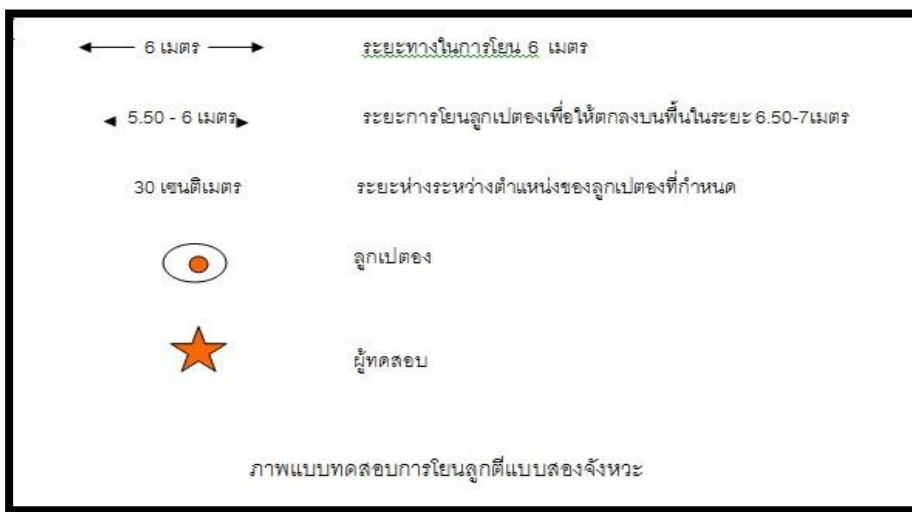 6 เมตร ระยะทางในการโยน 6 เมตร
5.50 - 6 เมตร ระยะการโยนลูกเปตองเพื่อให้ตกลงบนพื้นในระยะ 6.50-7เมตร
30 เซนติเมตร ระยะห่างระหว่างตำแหน่งของลูกเปตองที่กำหนด
ลูกเปตอง
ผู้ทดสอบ
ภาพแบบทดสอบการโยนลูกตีแบบสองจังหวะ